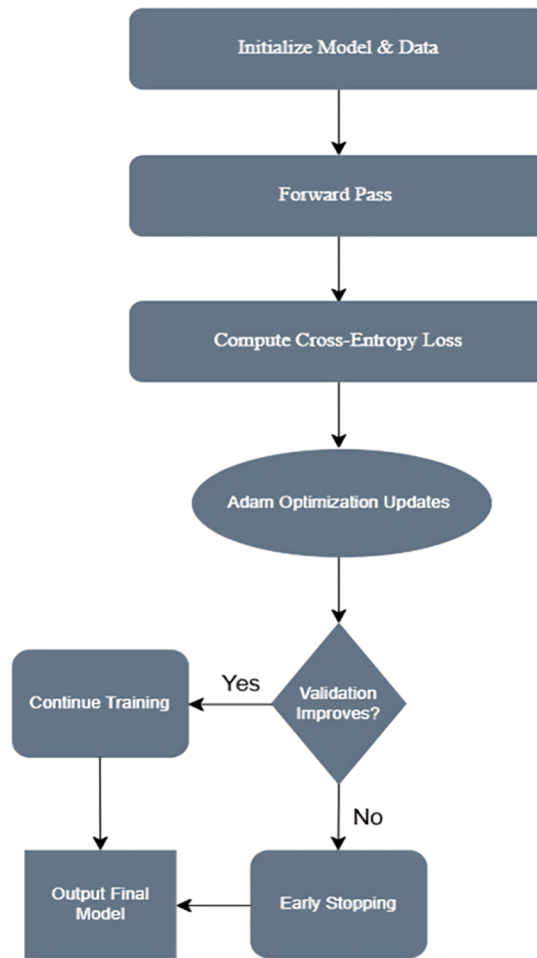 Initialize Model & Data
Forward Pass
Compute Cross-Entropy Loss
Adam Optimization Updates
Validation
Improves?
Yes
Continue Training
No
Early Stopping
Output Final
Model